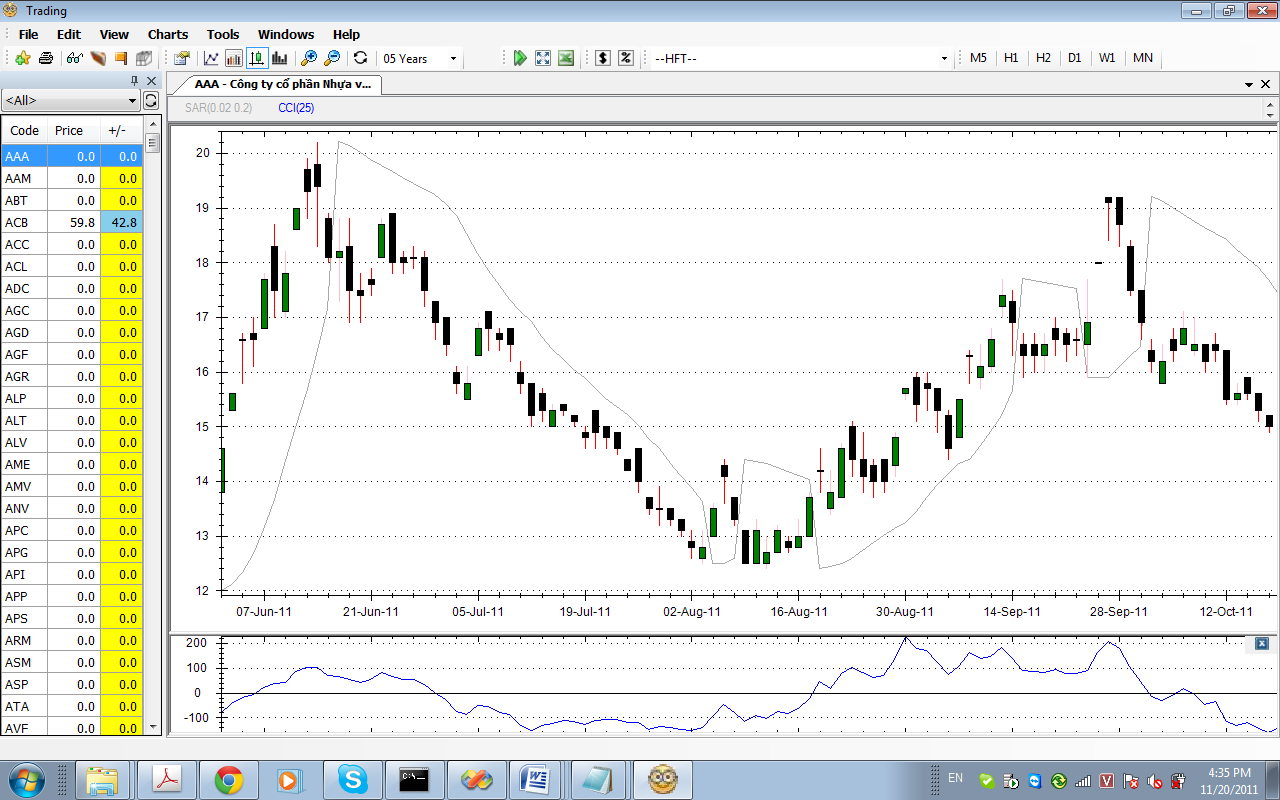 Trading
File Edit View Charts Tools Windows Help
05 Years --HFT-- M5 H1 H2 D1 W1 MN
AAA - Công ty cổ phần Nhựa v...
<All>
SAR(0.02 0.2) CCI(25)
Code Price +/-
AAA 0.0 0.0
AAM 0.0 0.0
ABT 0.0 0.0
ACB 59.8 42.8
ACC 0.0 0.0
ACL 0.0 0.0
ADC 0.0 0.0
AGC 0.0 0.0
AGD 0.0 0.0
AGF 0.0 0.0
AGR 0.0 0.0
ALP 0.0 0.0
ALT 0.0 0.0
ALV 0.0 0.0
AME 0.0 0.0
AMV 0.0 0.0
ANV 0.0 0.0
APC 0.0 0.0
APG 0.0 0.0
API 0.0 0.0
APP 0.0 0.0
APS 0.0 0.0
ARM 0.0 0.0
ASM 0.0 0.0
ASP 0.0 0.0
ATA 0.0 0.0
AVF 0.0 0.0
20
19
18
17
16
15
14
13
12
07-Jun-11 21-Jun-11 05-Jul-11 19-Jul-11 02-Aug-11 16-Aug-11 30-Aug-11 14-Sep-11 28-Sep-11 12-Oct-11
200
100
0
-100
EN 4:35 PM
11/20/2011